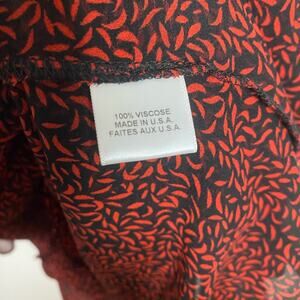 100% VISCOSE
MADE IN U.S.A.
FAITES AUX U.S.A.